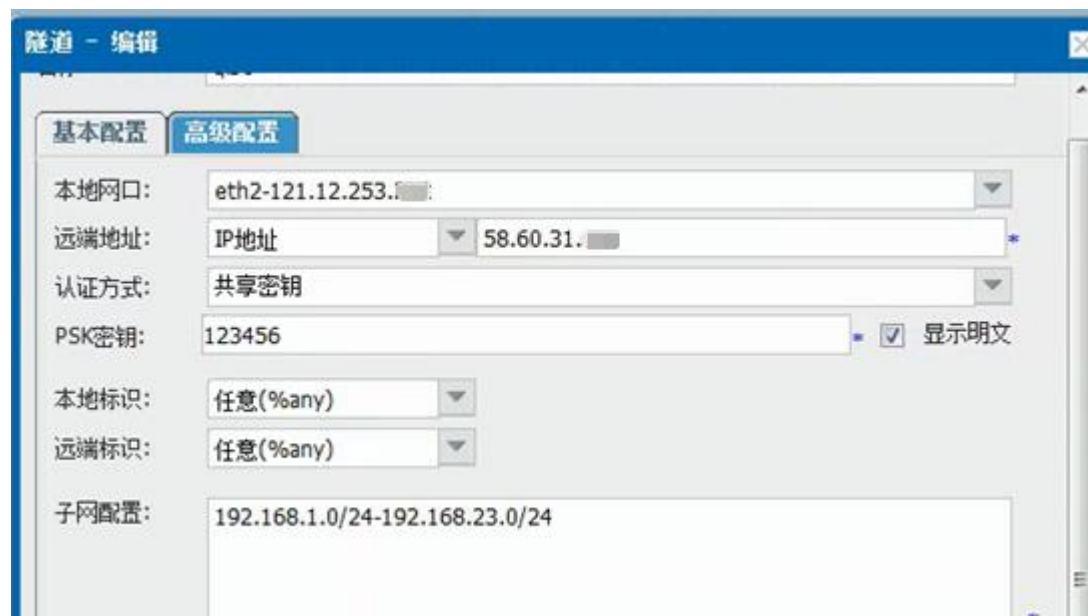 隧道 - 编辑
基本配置 高级配置
本地网口: eth2-121.12.253.
远端地址: IP地址 58.60.31. *
认证方式: 共享密钥
PSK密钥: 123456 * 显示明文
本地标识: 任意(%any)
远端标识: 任意(%any)
子网配置: 192.168.1.0/24-192.168.23.0/24